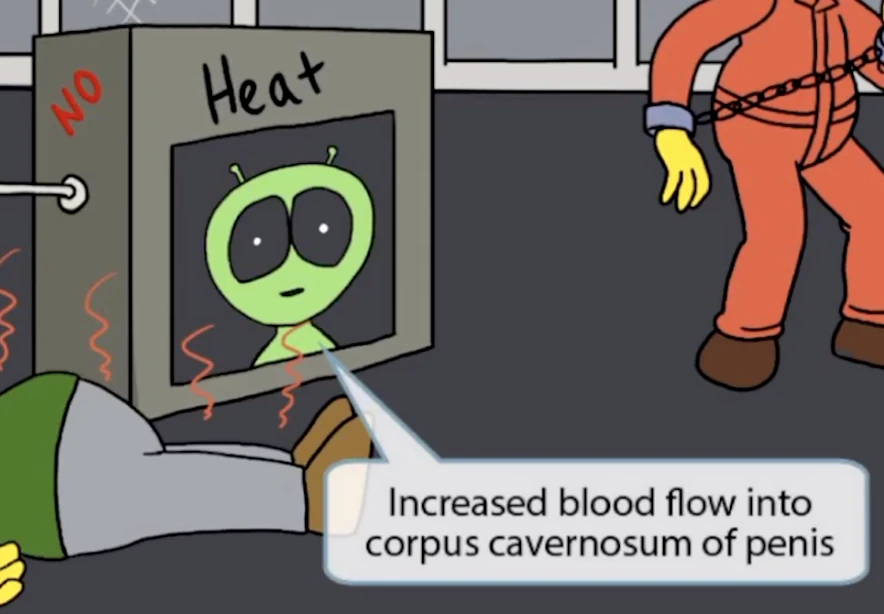 NO
Heat
Increased blood flow into
corpus cavernosum of penis